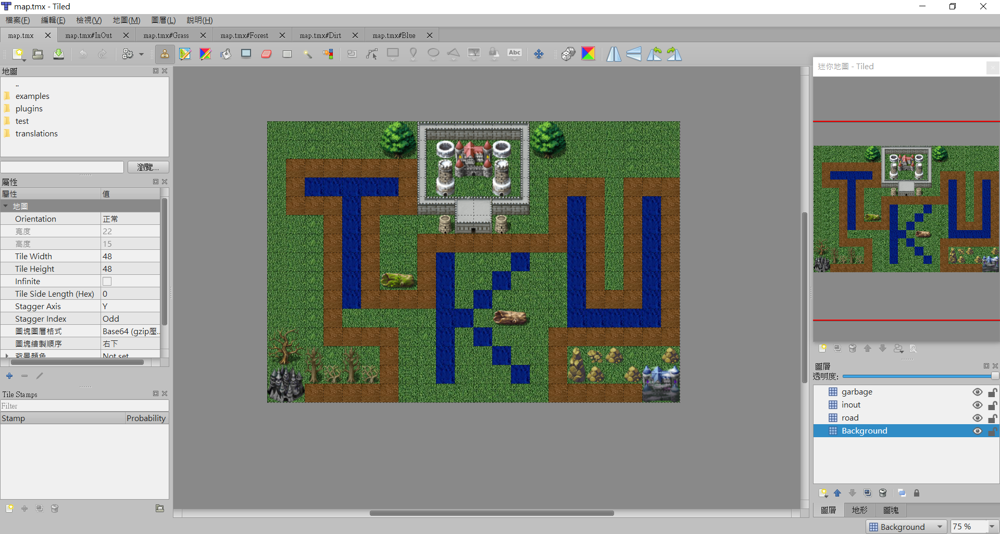 map.tmx - Tiled
檔案(F) 編輯(E) 檢視(V) 地圖(M) 圖層(L) 說明(H)
map.tmx map.tmx#InOut map.tmx#Grass map.tmx#Forest map.tmx#Dirt map.tmx#Blue
Abc
地圖
..
examples
plugins
test
translations
瀏覽...
屬性
屬性 值
地圖
Orientation 正常
寬度 22
高度 15
Tile Width 48
Tile Height 48
Infinite
Tile Side Length (Hex) 0
Stagger Axis Y
Stagger Index Odd
圖塊圖層格式 Base64 (gzip壓..
圖塊繪製順序 右下
背景顏色 Not set
Tile Stamps
Filter
Stamp Probability
TKU
迷你地圖 - Tiled
TKU
圖層
透明度:
garbage
inout
road
Background
圖層 地形 圖塊
Background 75 %